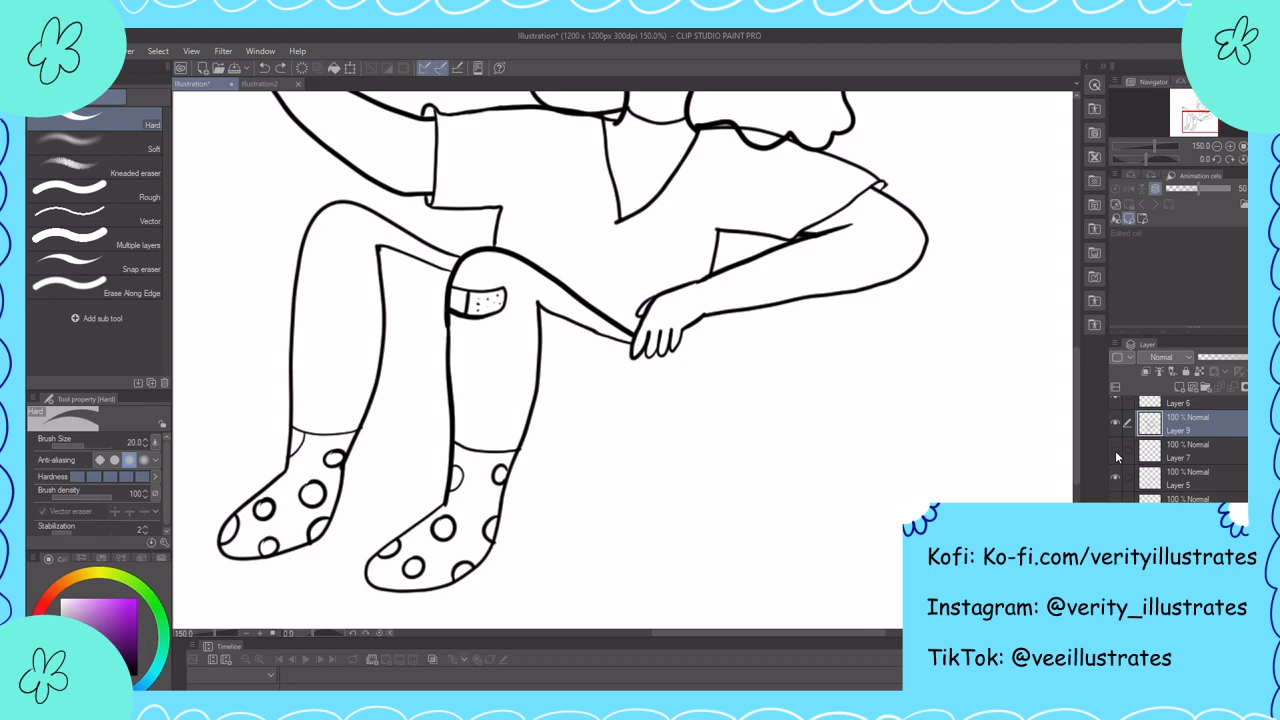 Illustration* (1200 x 1200px 300dpi 150.0%) - CLIP STUDIO PAINT PRO
Select View Filter Window Help
Illustration* Illustration2
Navigator
Hard
Soft
Kneaded eraser
Rough
Vector
Multiple layers
Snap eraser
Erase Along Edge
Add sub tool
150.0
0.0
Animation cels
50
Edited cel
Layer
Normal
Layer 6
100 % Normal
Layer 9
100 % Normal
Layer 7
100 % Normal
Layer 5
Tool property [Hard]
Hard
Brush Size 20.0
Anti-aliasing
Hardness
Brush density 100
Vector eraser
Stabilization 2
150.0 0.0
Timeline
Kofi: Ko-fi.com/verityillustrates
Instagram: @verity_illustrates
TikTok: @veeillustrates